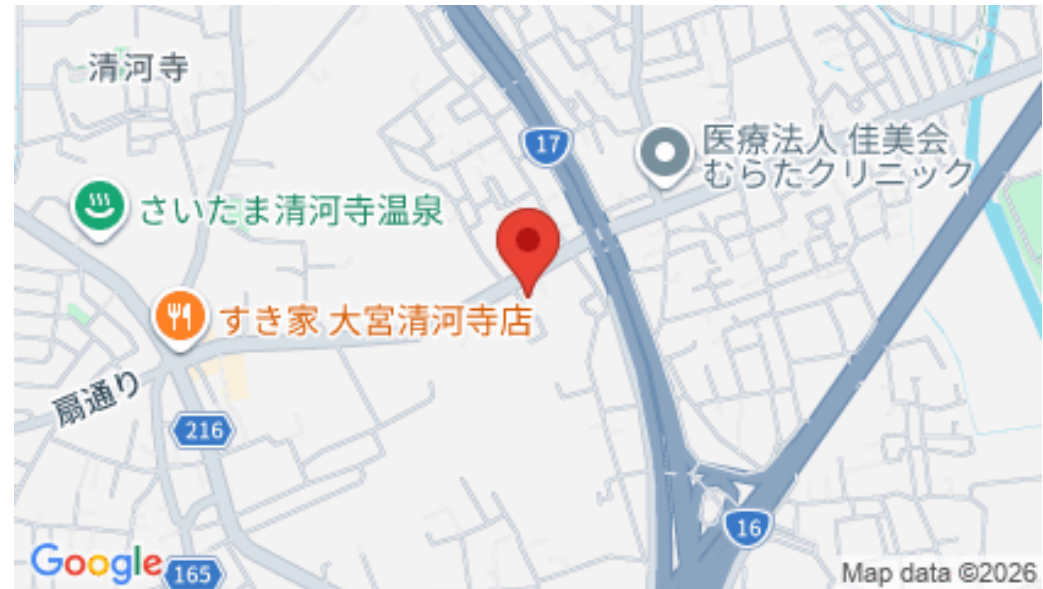 清河寺
17
医療法人 佳美会
むらたクリニック
さいたま清河寺温泉
すき家 大宮清河寺店
扇通り
216
16
165
Google
Map data ©2026